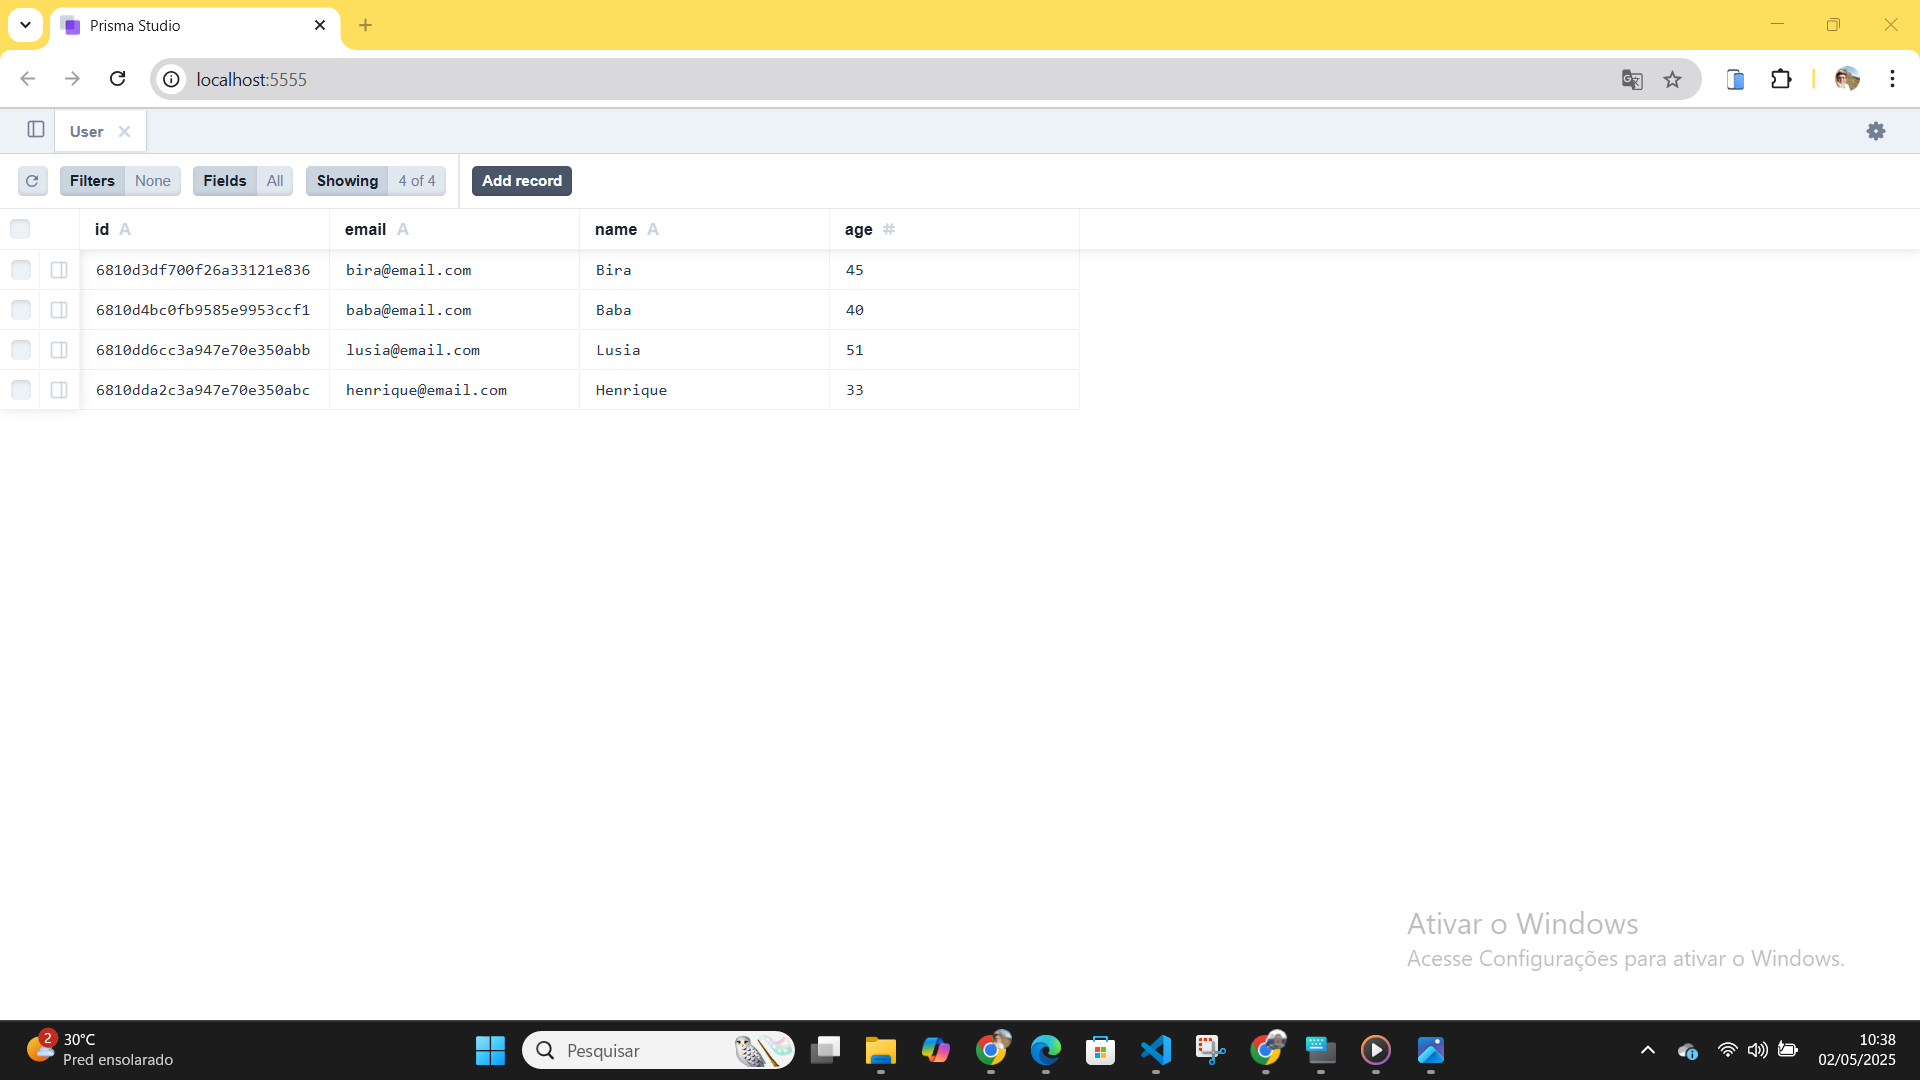 Prisma Studio
localhost:5555
User
Filters None Fields All Showing 4 of 4 Add record
id A email A name A age #
6810d3df700f26a33121e836 bira@email.com Bira 45
6810d4bc0fb9585e9953ccf1 baba@email.com Baba 40
6810dd6cc3a947e70e350abb lusia@email.com Lusia 51
6810dda2c3a947e70e350abc henrique@email.com Henrique 33
Ativar o Windows
Acesse Configurações para ativar o Windows.
2 30°C
Pred ensolarado
Pesquisar
10:38
02/05/2025